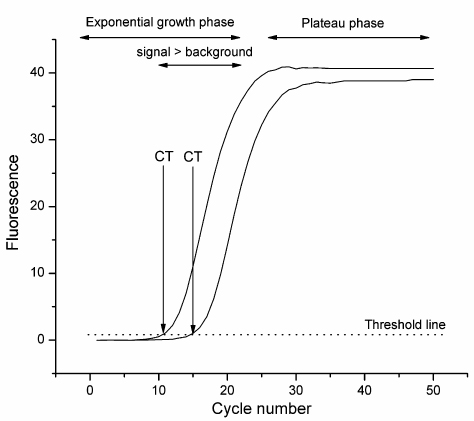 Exponential growth phase
Plateau phase
signal > background
40
30
20
10
0
Fluorescence
CT
CT
Threshold line
0
10
20
30
40
50
Cycle number